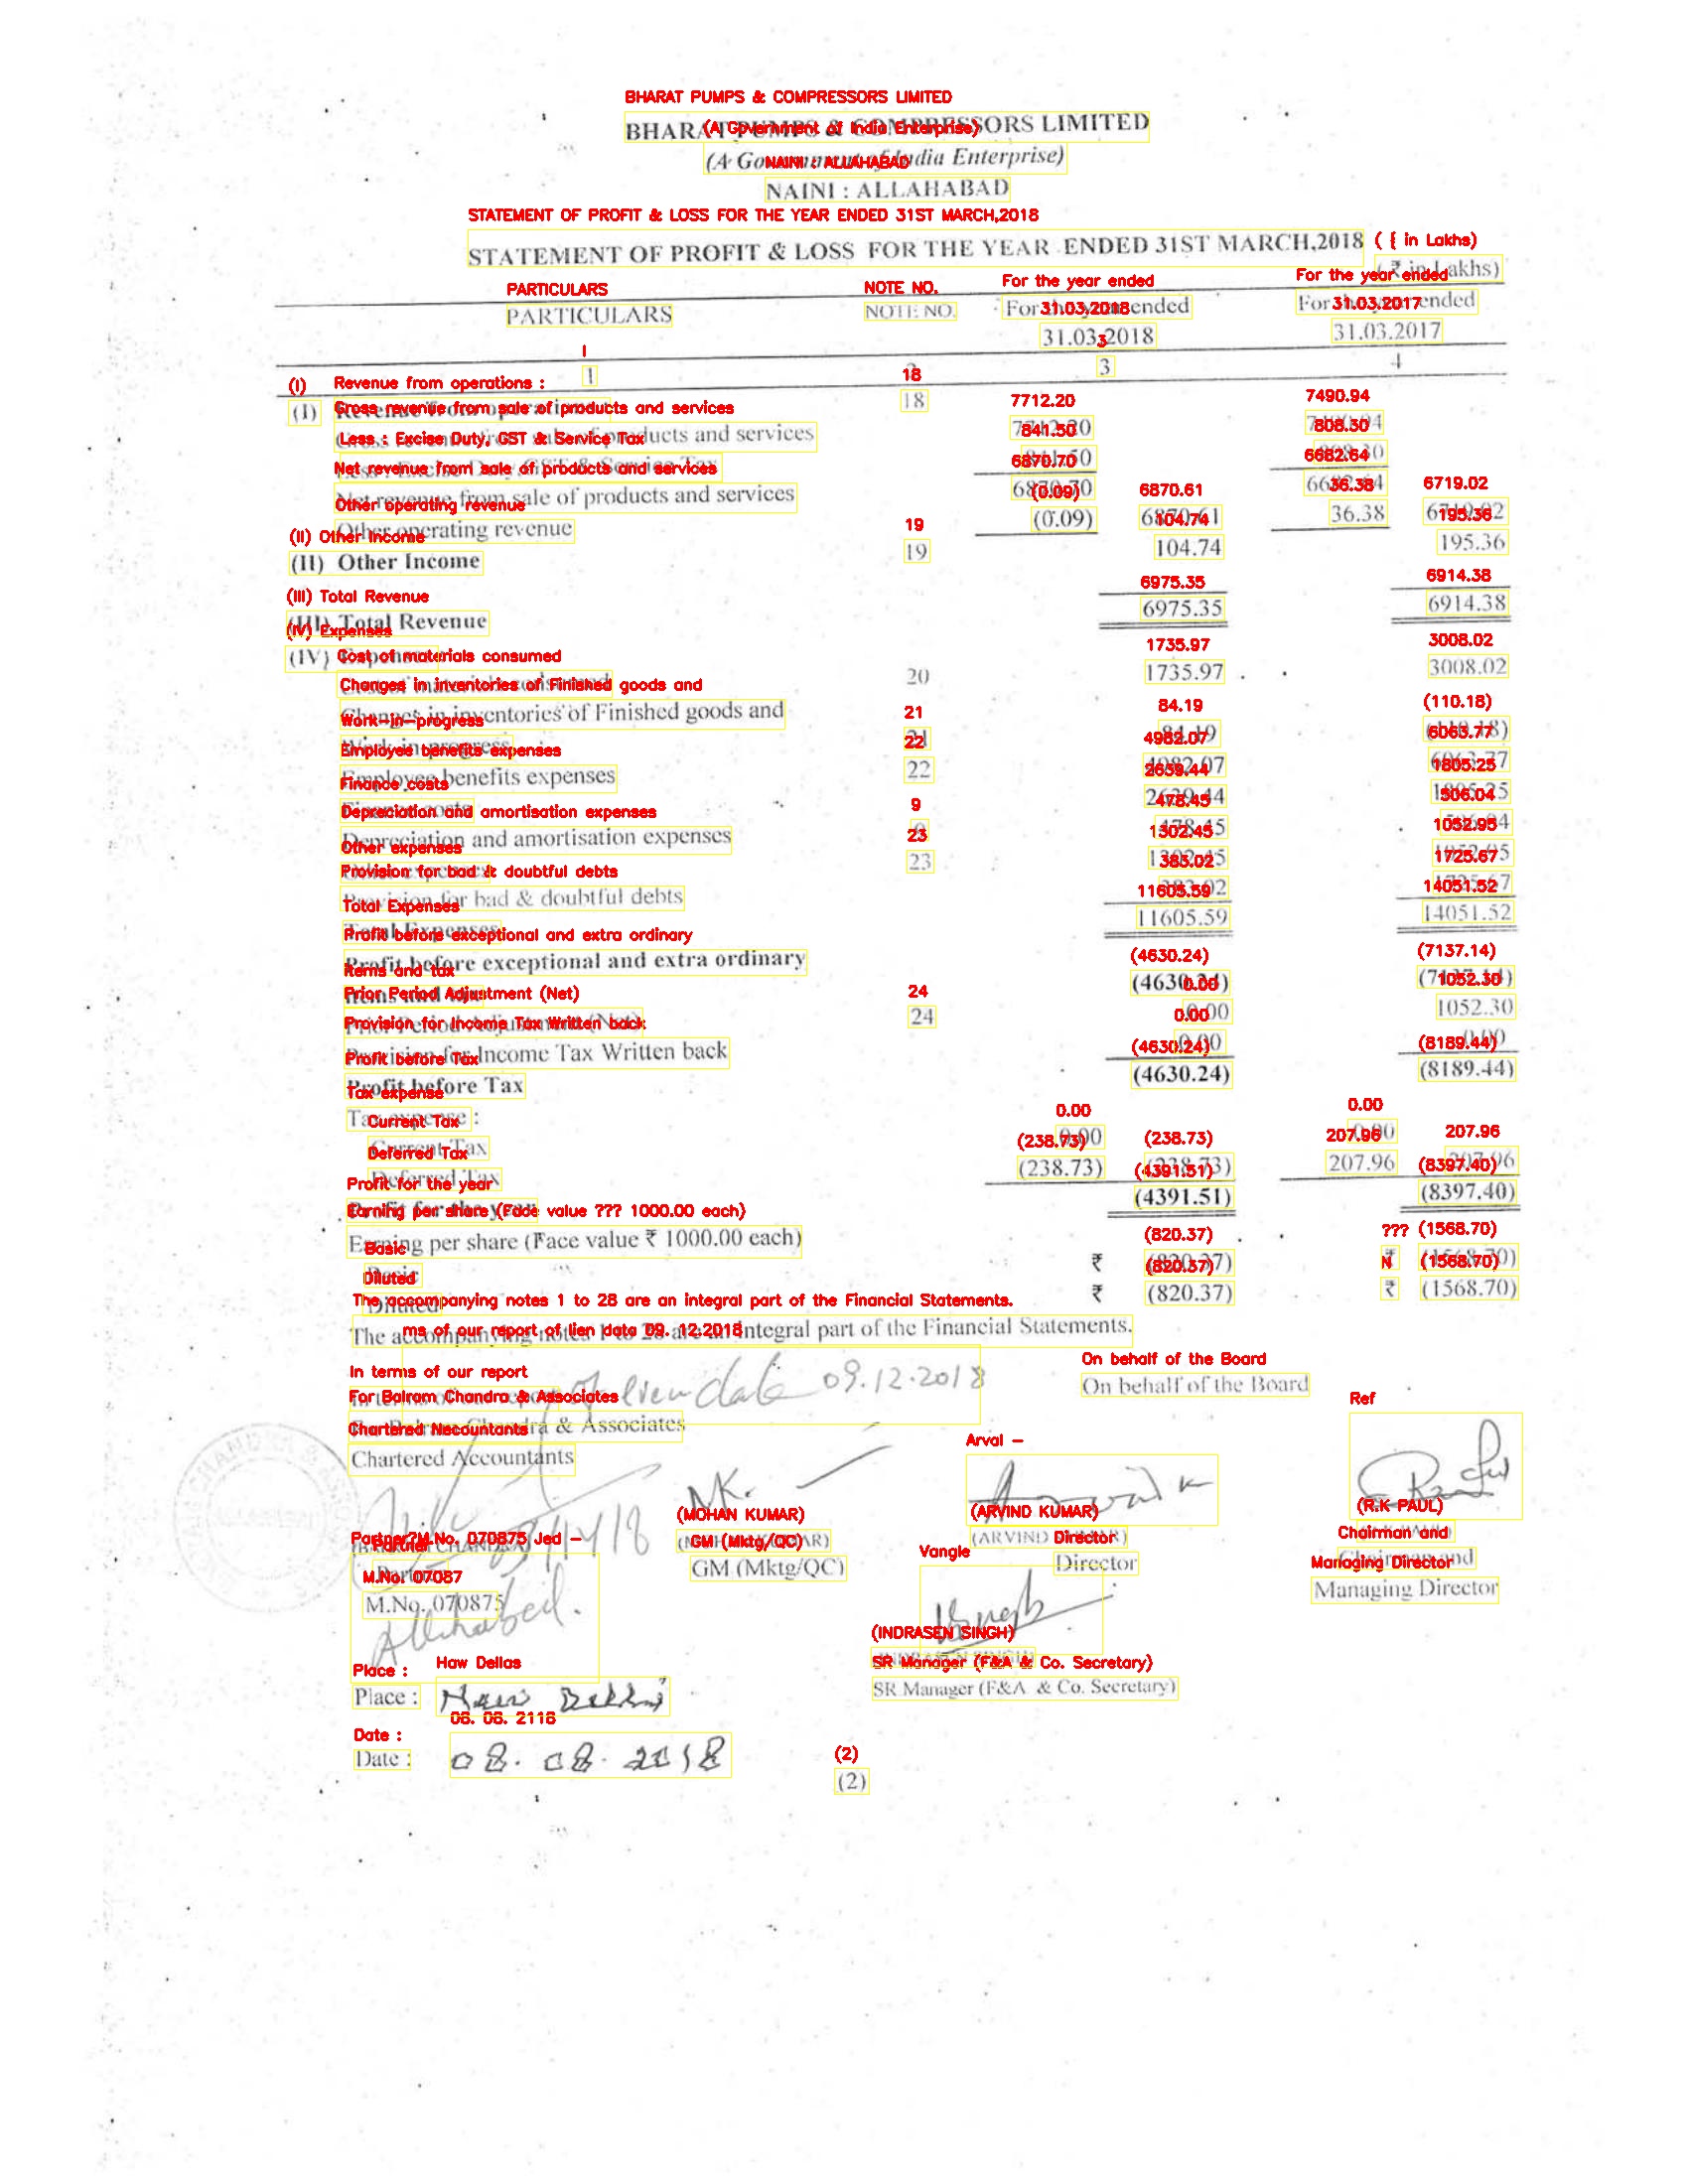 BHARAT PUMPS & COMPRESSORS LIMITED
(A Government of India Enterprise)
NAINI : ALLAHABAD
STATEMENT OF PROFIT & LOSS FOR THE YEAR ENDED 31ST MARCH,2018
(₹ in Lakhs)
PARTICULARS NOTE NO. For the year ended 31.03.2018 For the year ended 31.03.2017
1 2 3 4
(I) Revenue from operations : 18
Gross revenue from sale of products and services 7712.20 7490.94
Less : Excise Duty, GST & Service Tax 841.50 808.30
Net revenue from sale of products and services 6870.70 6682.64
Other operating revenue (0.09) 6870.61 36.38 6719.02
(II) Other Income 19 104.74 195.36
(III) Total Revenue 6975.35 6914.38
(IV) Expenses
Cost of materials consumed 20 1735.97 3008.02
Changes in inventories of Finished goods and
Work-in-progress 21 84.19 (110.18)
Employee benefits expenses 22 4982.07 6063.77
Finance costs 2639.44 1805.25
Depreciation and amortisation expenses 9 478.45 506.04
Other expenses 23 1302.45 1052.95
Provision for bad & doubtful debts 383.02 1725.67
Total Expenses 11605.59 14051.52
Profit before exceptional and extra ordinary
Items and tax (4630.24) (7137.14)
Prior Period Adjustment (Net) 24 0.00 1052.30
Provision for Income Tax Written back 0.00 0.00
Profit before Tax (4630.24) (8189.44)
Tax expense :
Current Tax 0.00 0.00
Deferred Tax (238.73) (238.73) 207.96 207.96
Profit for the year (4391.51) (8397.40)
Earning per share (Face value ₹ 1000.00 each)
Basic ₹ (820.37) ₹ (1568.70)
Diluted ₹ (820.37) ₹ (1568.70)
The accompanying notes 1 to 28 are an integral part of the Financial Statements.
In terms of our report of even date 09.12.2018
On behalf of the Board
For Balram Chandra & Associates
Chartered Accountants
(MOHAN KUMAR)
GM (Mktg/QC)
(ARVIND KUMAR)
Director
(R.K PAUL)
Chairman and
Managing Director
Partner
M.No. 070875
Allahabad.
(INDRASEN SINGH)
SR Manager (F&A & Co. Secretary)
Place : New Delhi
Date : 08.08.2018
(2)